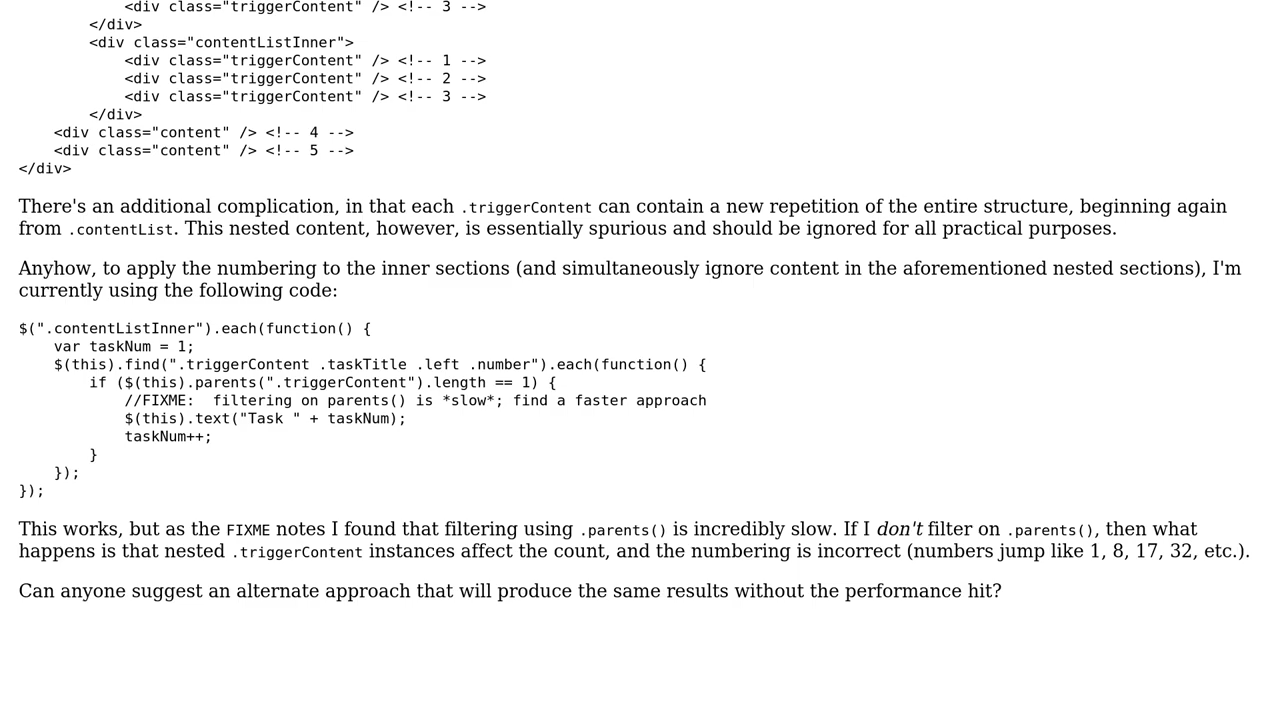 <div class="triggerContent" /> <!-- 3 -->
        </div>
        <div class="contentListInner">
            <div class="triggerContent" /> <!-- 1 -->
            <div class="triggerContent" /> <!-- 2 -->
            <div class="triggerContent" /> <!-- 3 -->
        </div>
    <div class="content" /> <!-- 4 -->
    <div class="content" /> <!-- 5 -->
</div>
There's an additional complication, in that each .triggerContent can contain a new repetition of the entire structure, beginning again
from .contentList. This nested content, however, is essentially spurious and should be ignored for all practical purposes.
Anyhow, to apply the numbering to the inner sections (and simultaneously ignore content in the aforementioned nested sections), I'm
currently using the following code:
$(".contentListInner").each(function() {
    var taskNum = 1;
    $(this).find(".triggerContent .taskTitle .left .number").each(function() {
        if ($(this).parents(".triggerContent").length == 1) {
            //FIXME:  filtering on parents() is *slow*; find a faster approach
            $(this).text("Task " + taskNum);
            taskNum++;
        }
    });
});
This works, but as the FIXME notes I found that filtering using .parents() is incredibly slow. If I don't filter on .parents(), then what
happens is that nested .triggerContent instances affect the count, and the numbering is incorrect (numbers jump like 1, 8, 17, 32, etc.).
Can anyone suggest an alternate approach that will produce the same results without the performance hit?